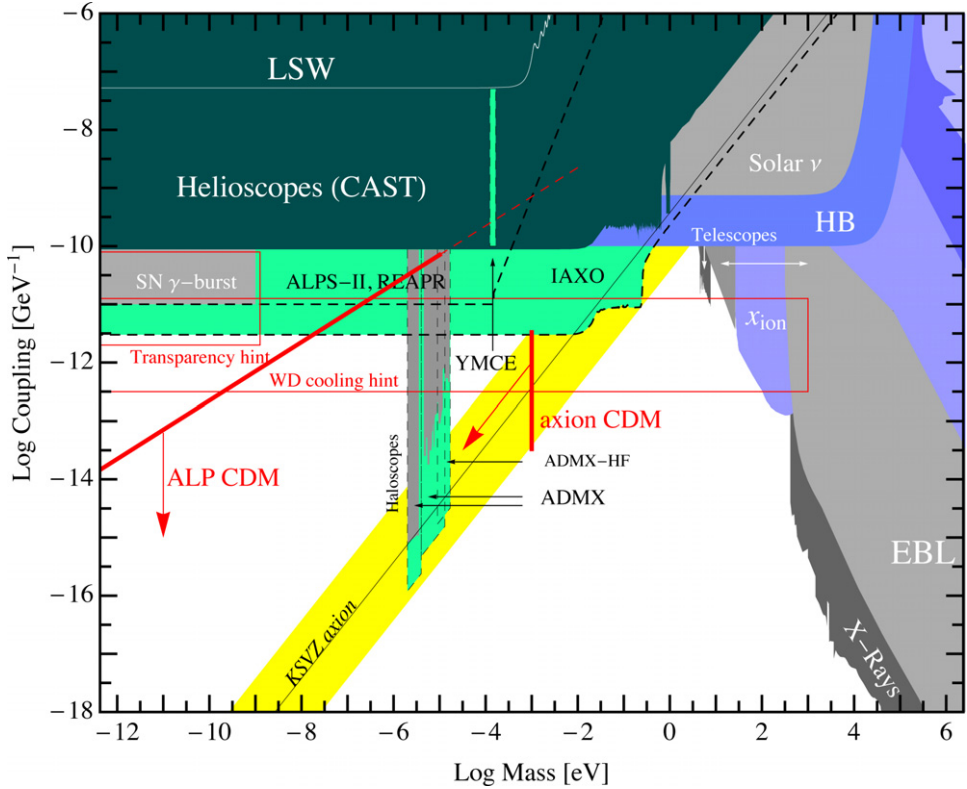 −6
−8
−10
−12
−14
−16
−18
Log Coupling [GeV−1]
LSW
Helioscopes (CAST)
Solar ν
HB
Telescopes
SN γ−burst
ALPS−II, REAPR
IAXO
xion
YMCE
Transparency hint
WD cooling hint
axion CDM
ALP CDM
Haloscopes
ADMX−HF
ADMX
EBL
KSVZ axion
X−Rays
−12 −10 −8 −6 −4 −2 0 2 4 6
Log Mass [eV]